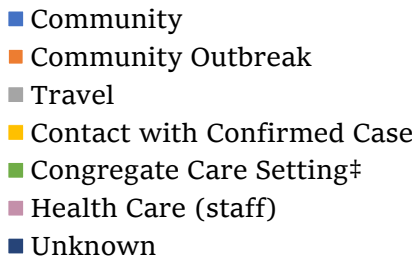 Community
Community Outbreak
Travel
Contact with Confirmed Case
Congregate Care Setting‡
Health Care (staff)
Unknown